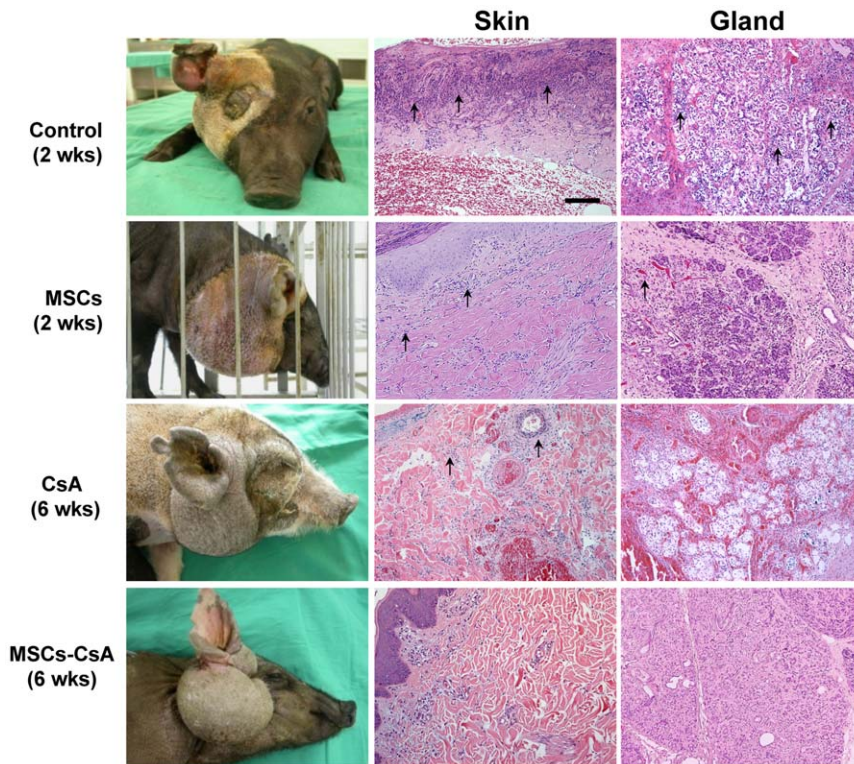 Skin Gland
Control
(2 wks)
MSCs
(2 wks)
CsA
(6 wks)
MSCs-CsA
(6 wks)